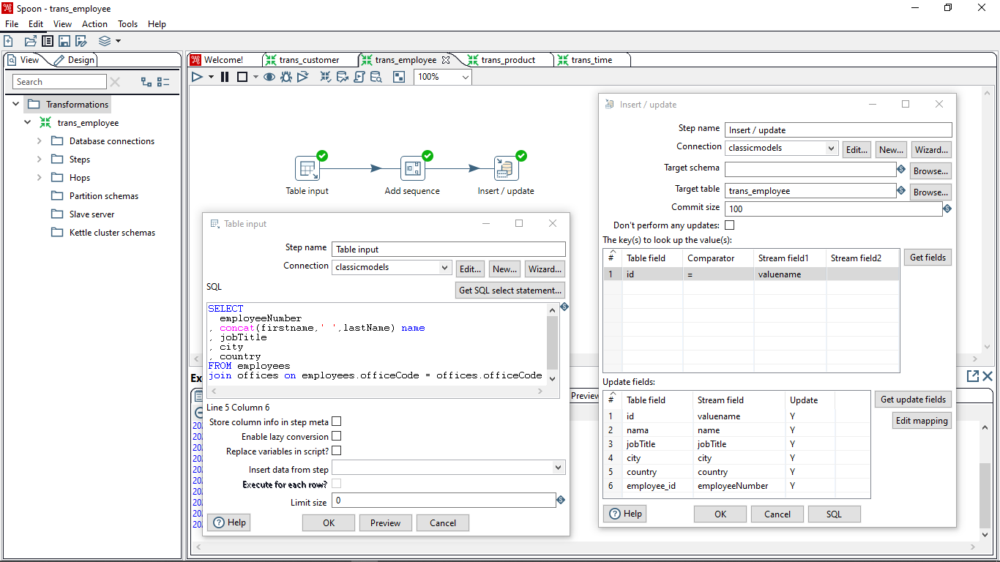 Spoon - trans_employee
File Edit View Action Tools Help
View Design
Search
Transformations
trans_employee
Database connections
Steps
Hops
Partition schemas
Slave server
Kettle cluster schemas
Welcome! trans_customer trans_employee trans_product trans_time
100%
Table input Add sequence Insert / update
Table input
Step name Table input
Connection classicmodels Edit... New... Wizard...
SQL Get SQL select statement...
SELECT
employeeNumber
, concat(firstname,' ',lastName) name
, jobTitle
, city
, country
FROM employees
join offices on employees.officeCode = offices.officeCode
Line 5 Column 6
Store column info in step meta
Enable lazy conversion
Replace variables in script?
Insert data from step
Execute for each row?
Limit size 0
Help OK Preview Cancel
Insert / update
Step name Insert / update
Connection classicmodels Edit... New... Wizard...
Target schema Browse...
Target table trans_employee Browse...
Commit size 100
Don't perform any updates:
The key(s) to look up the value(s):
# Table field Comparator Stream field1 Stream field2 Get fields
1 id = valuename
Update fields:
# Table field Stream field Update Get update fields
1 id valuename Y
2 nama name Y
3 jobTitle jobTitle Y
4 city city Y
5 country country Y
6 employee_id employeeNumber Y
Edit mapping
Help OK Cancel SQL
Preview